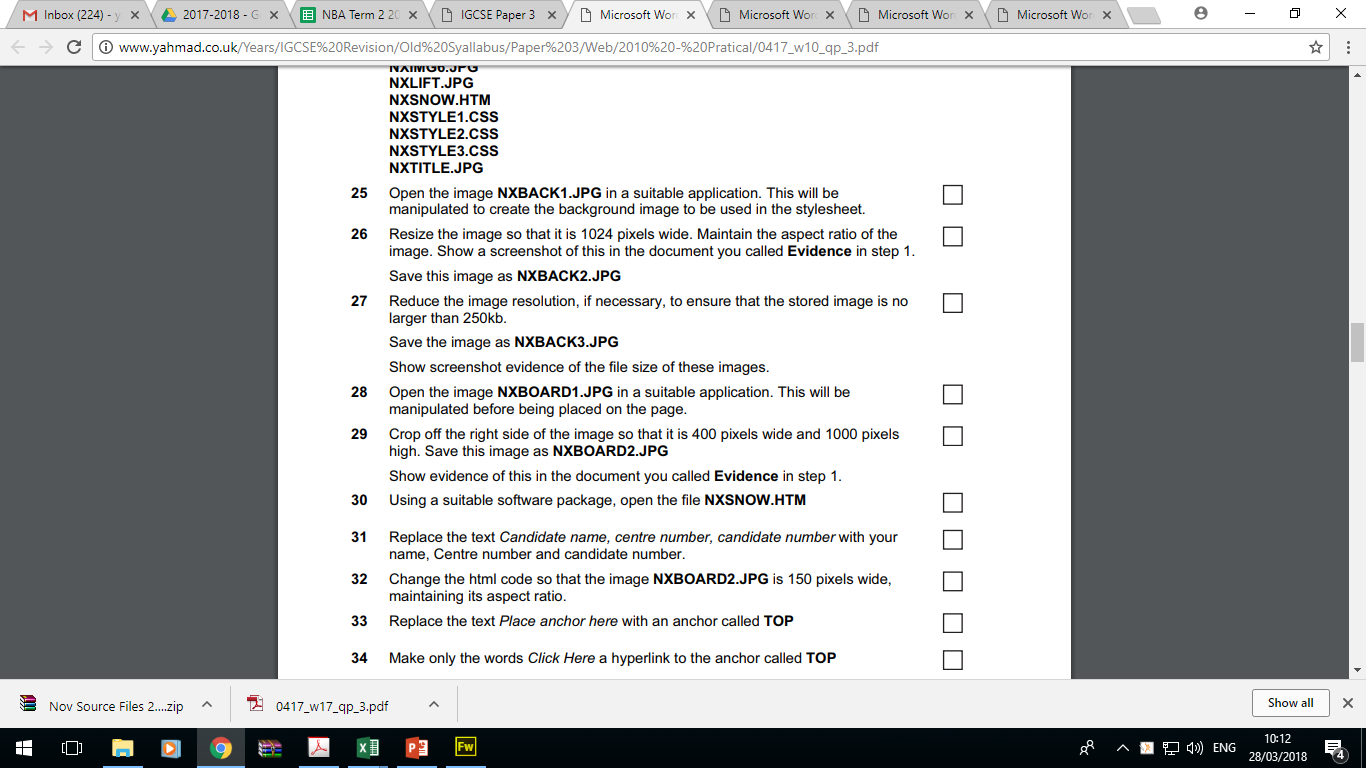 Inbox (224) - y
2017-2018 - G
NBA Term 2 20
IGCSE Paper 3
Microsoft Wor
Microsoft Wor
Microsoft Wor
Microsoft Wor
www.yahmad.co.uk/Years/IGCSE%20Revision/Old%20Syallabus/Paper%203/Web/2010%20-%20Pratical/0417_w10_qp_3.pdf
NXIMG6.JPG
NXLIFT.JPG
NXSNOW.HTM
NXSTYLE1.CSS
NXSTYLE2.CSS
NXSTYLE3.CSS
NXTITLE.JPG
25 Open the image NXBACK1.JPG in a suitable application. This will be
manipulated to create the background image to be used in the stylesheet.
26 Resize the image so that it is 1024 pixels wide. Maintain the aspect ratio of the
image. Show a screenshot of this in the document you called Evidence in step 1.
Save this image as NXBACK2.JPG
27 Reduce the image resolution, if necessary, to ensure that the stored image is no
larger than 250kb.
Save the image as NXBACK3.JPG
Show screenshot evidence of the file size of these images.
28 Open the image NXBOARD1.JPG in a suitable application. This will be
manipulated before being placed on the page.
29 Crop off the right side of the image so that it is 400 pixels wide and 1000 pixels
high. Save this image as NXBOARD2.JPG
Show evidence of this in the document you called Evidence in step 1.
30 Using a suitable software package, open the file NXSNOW.HTM
31 Replace the text Candidate name, centre number, candidate number with your
name, Centre number and candidate number.
32 Change the html code so that the image NXBOARD2.JPG is 150 pixels wide,
maintaining its aspect ratio.
33 Replace the text Place anchor here with an anchor called TOP
34 Make only the words Click Here a hyperlink to the anchor called TOP
Nov Source Files 2....zip
0417_w17_qp_3.pdf
Show all
Fw
ENG
10:12
28/03/2018
4